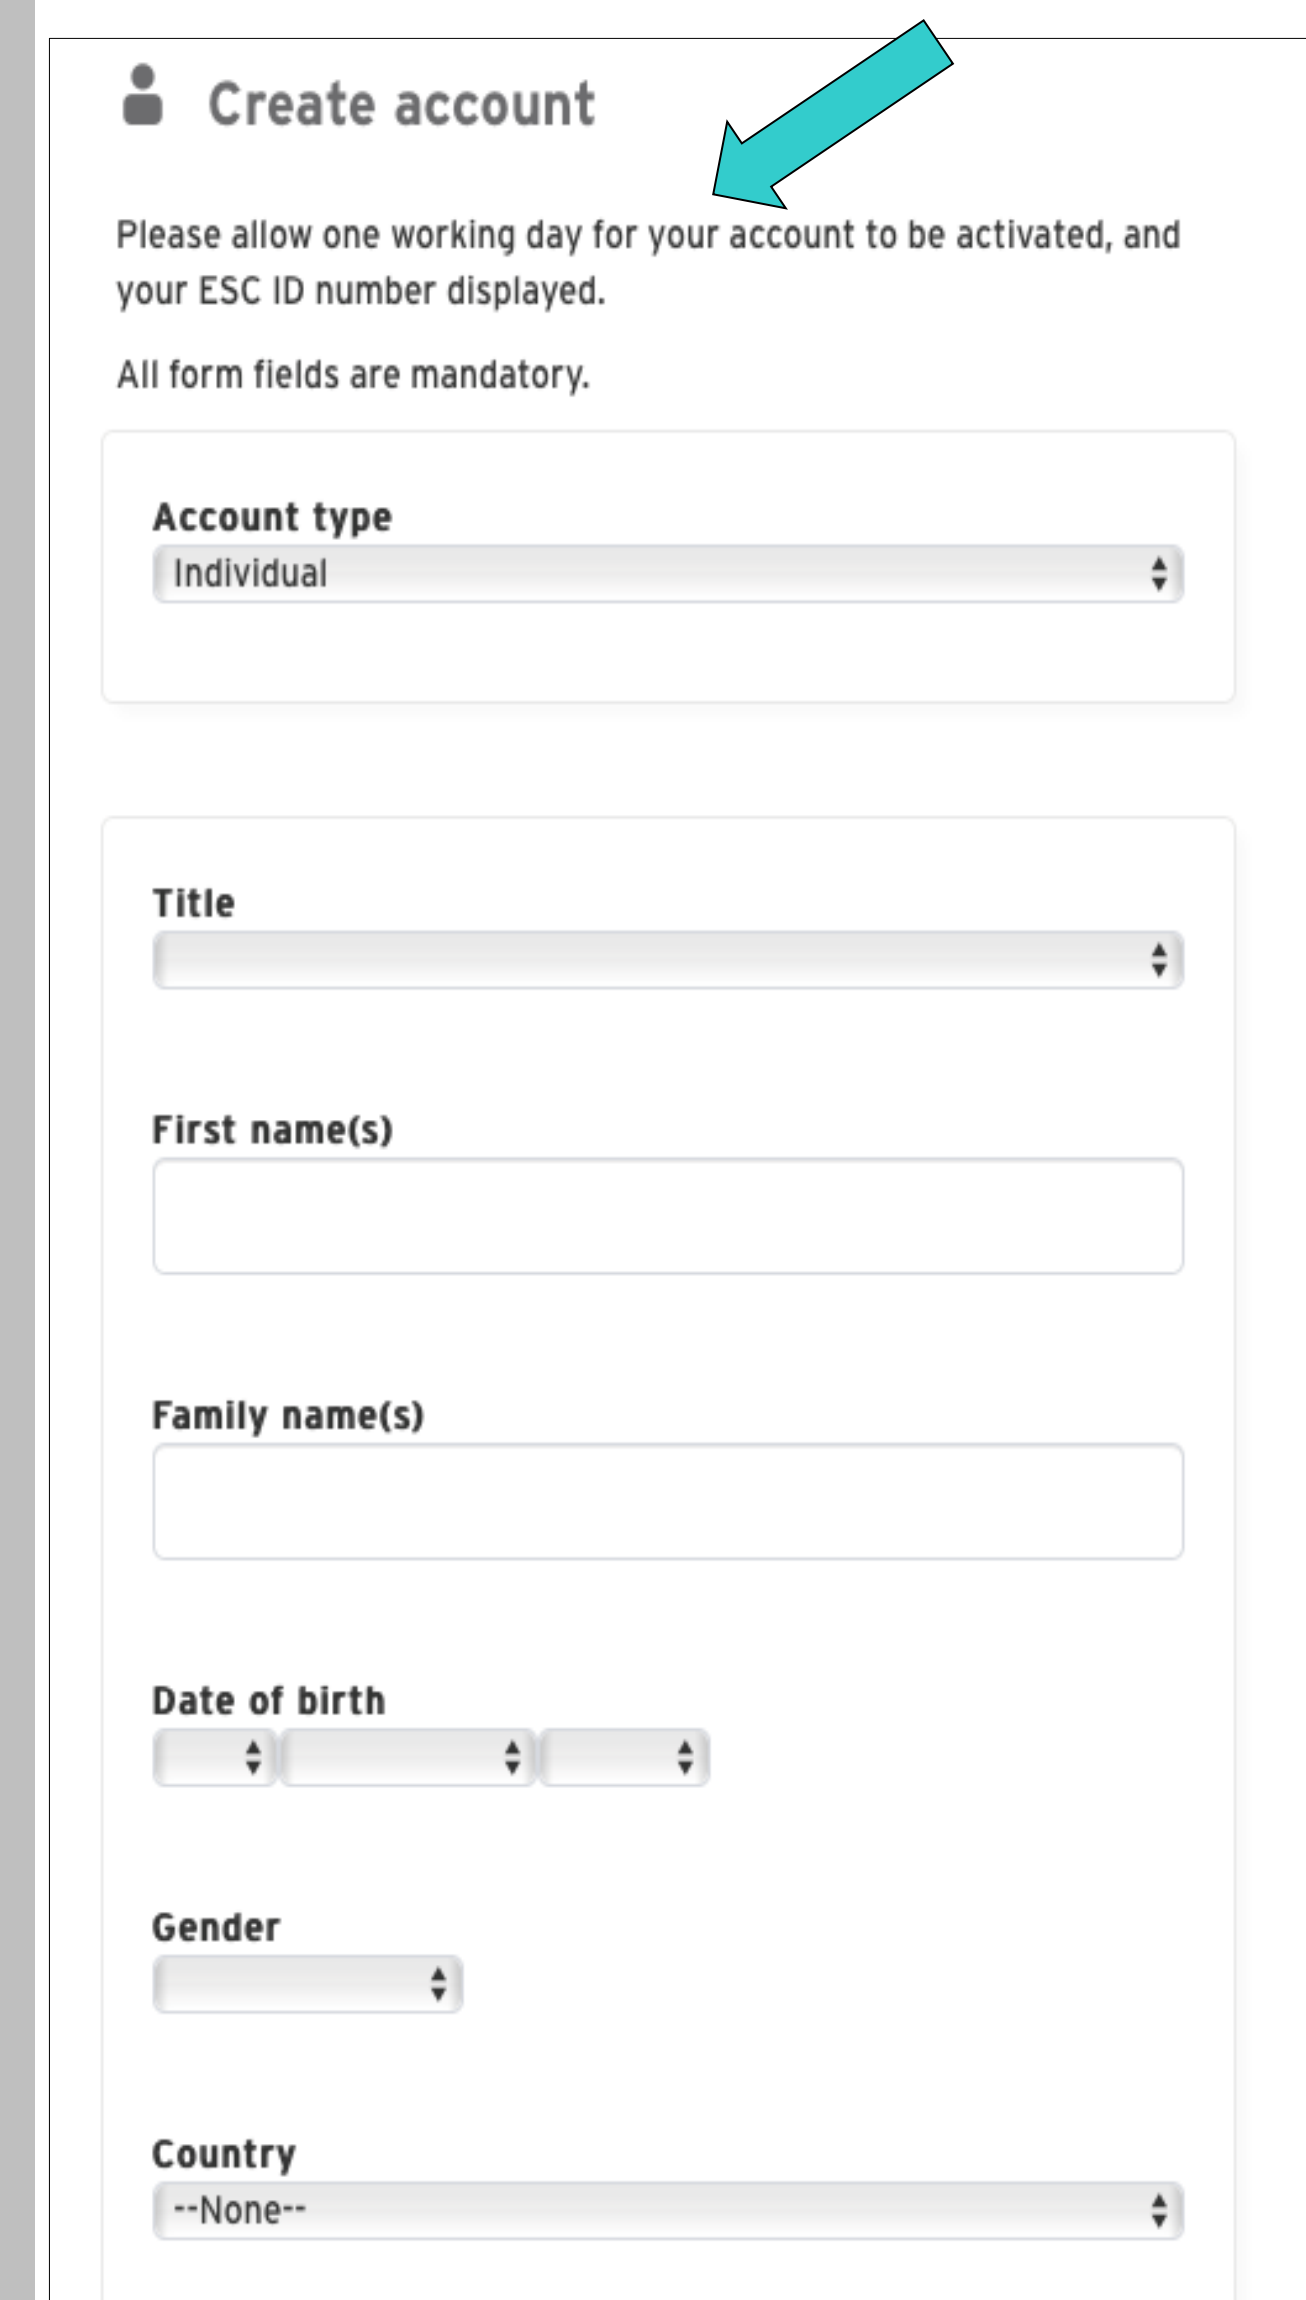 Create account
Please allow one working day for your account to be activated, and
your ESC ID number displayed.
All form fields are mandatory.
Account type
Individual
Title
First name(s)
Family name(s)
Date of birth
Gender
Country
--None--